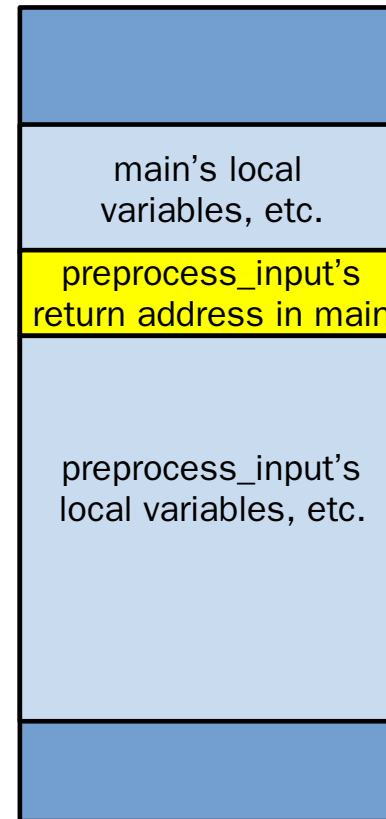 main’s local
variables, etc.
preprocess_input’s
return address in main
preprocess_input’s
local variables, etc.